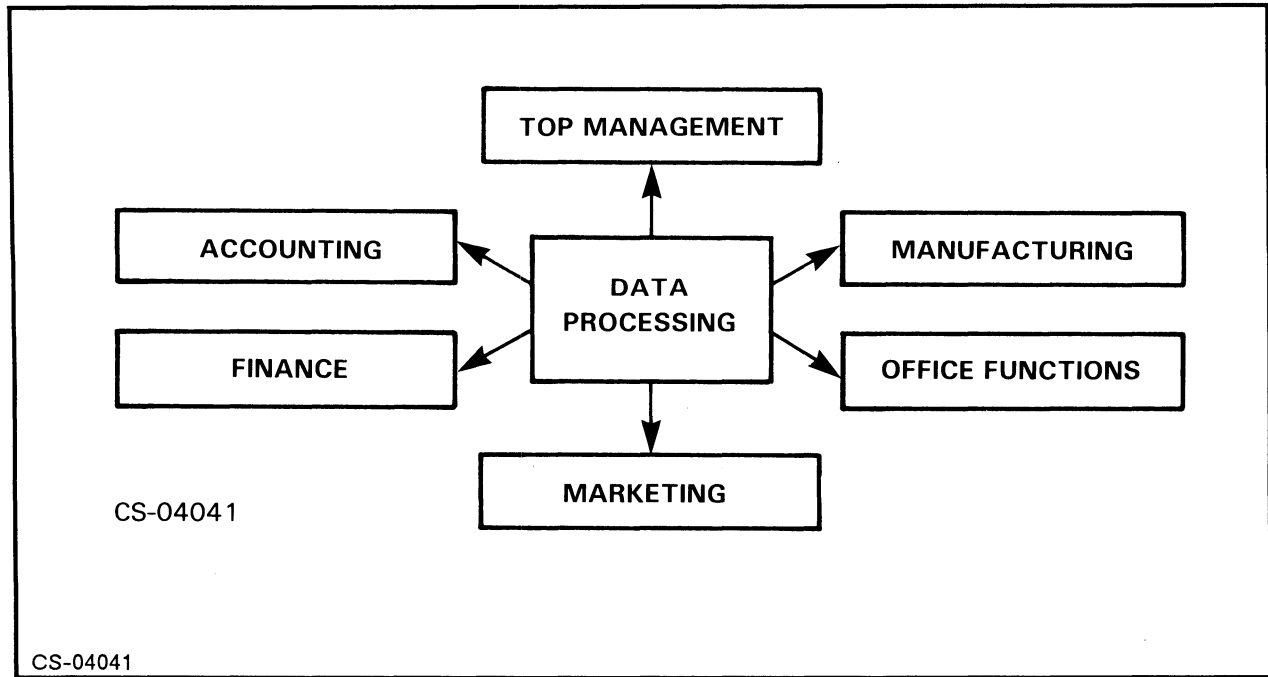 TOP MANAGEMENT
ACCOUNTING
MANUFACTURING
DATA
PROCESSING
FINANCE
OFFICE FUNCTIONS
MARKETING
CS-04041
CS-04041